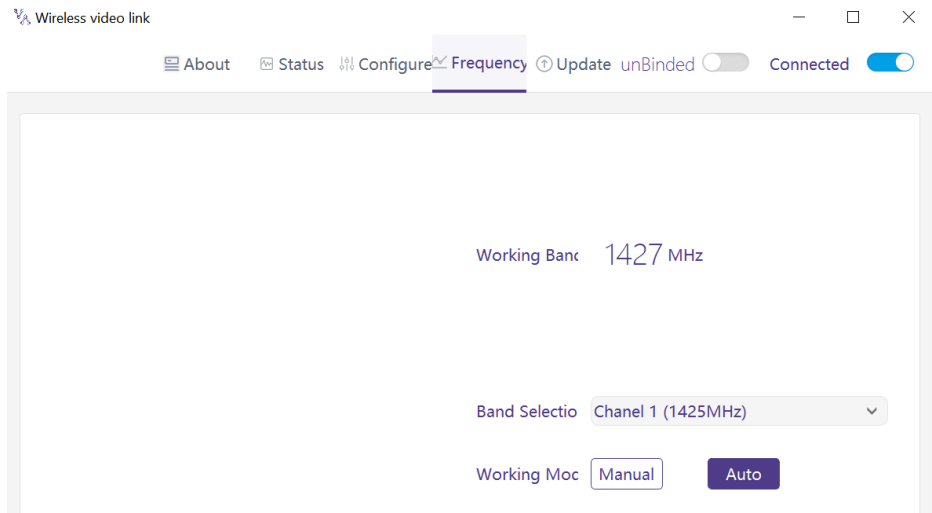 Wireless video link
About Status Configure Frequency Update unBinded Connected
Working Band 1427 MHz
Band Selectio Chanel 1 (1425MHz)
Working Moc Manual Auto